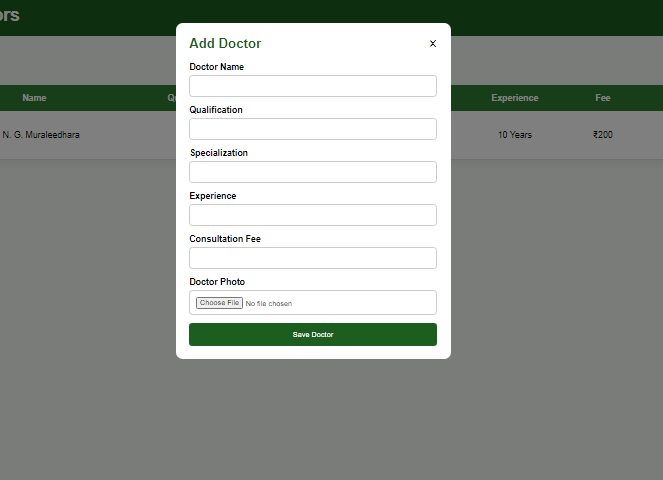 ors
Add Doctor X
Doctor Name
Name Qu Experience Fee
Qualification
N. G. Muraleedhara 10 Years ₹200
Specialization
Experience
Consultation Fee
Doctor Photo
Choose File No file chosen
Save Doctor